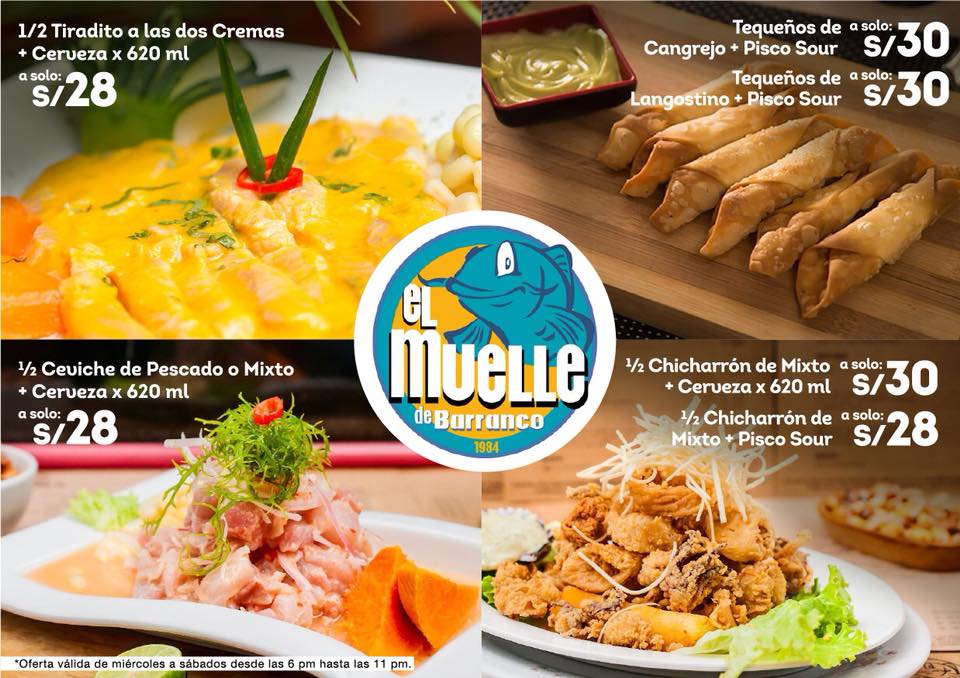 1/2 Tiradito a las dos Cremas
+ Cerveza x 620 ml
a solo:
S/28
Tequeños de
Cangrejo + Pisco Sour
a solo:
S/30
Tequeños de
Langostino + Pisco Sour
a solo:
S/30
eL
muelle
de Barranco
1984
½ Ceviche de Pescado o Mixto
+ Cerveza x 620 ml
a solo:
S/28
½ Chicharrón de Mixto
+ Cerveza x 620 ml
a solo:
S/30
½ Chicharrón de
Mixto + Pisco Sour
a solo:
S/28
*Oferta válida de miércoles a sábados desde las 6 pm hasta las 11 pm.